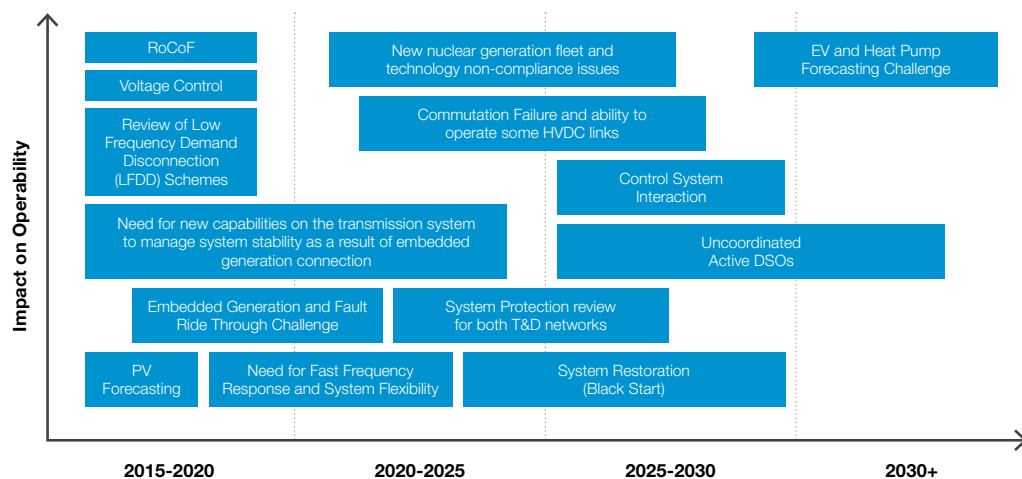 Impact on Operability
RoCoF
Voltage Control
Review of Low
Frequency Demand
Disconnection
(LFDD) Schemes
New nuclear generation fleet and
technology non-compliance issues
EV and Heat Pump
Forecasting Challenge
Commutation Failure and ability to
operate some HVDC links
Control System
Interaction
Need for new capabilities on the transmission system
to manage system stability as a result of embedded
generation connection
Uncoordinated
Active DSOs
Embedded Generation and Fault
Ride Through Challenge
System Protection review
for both T&D networks
PV
Forecasting
Need for Fast Frequency
Response and System Flexibility
System Restoration
(Black Start)
2015-2020
2020-2025
2025-2030
2030+